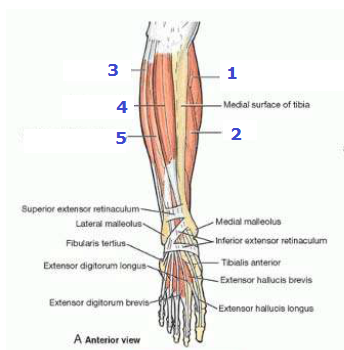 3
1
4
Medial surface of tibia
5
2
Superior extensor retinaculum
Lateral malleolus
Medial malleolus
Fibularis tertius
Inferior extensor retinaculum
Extensor digitorum longus
Tibialis anterior
Extensor hallucis brevis
Extensor digitorum brevis
Extensor hallucis longus
A Anterior view